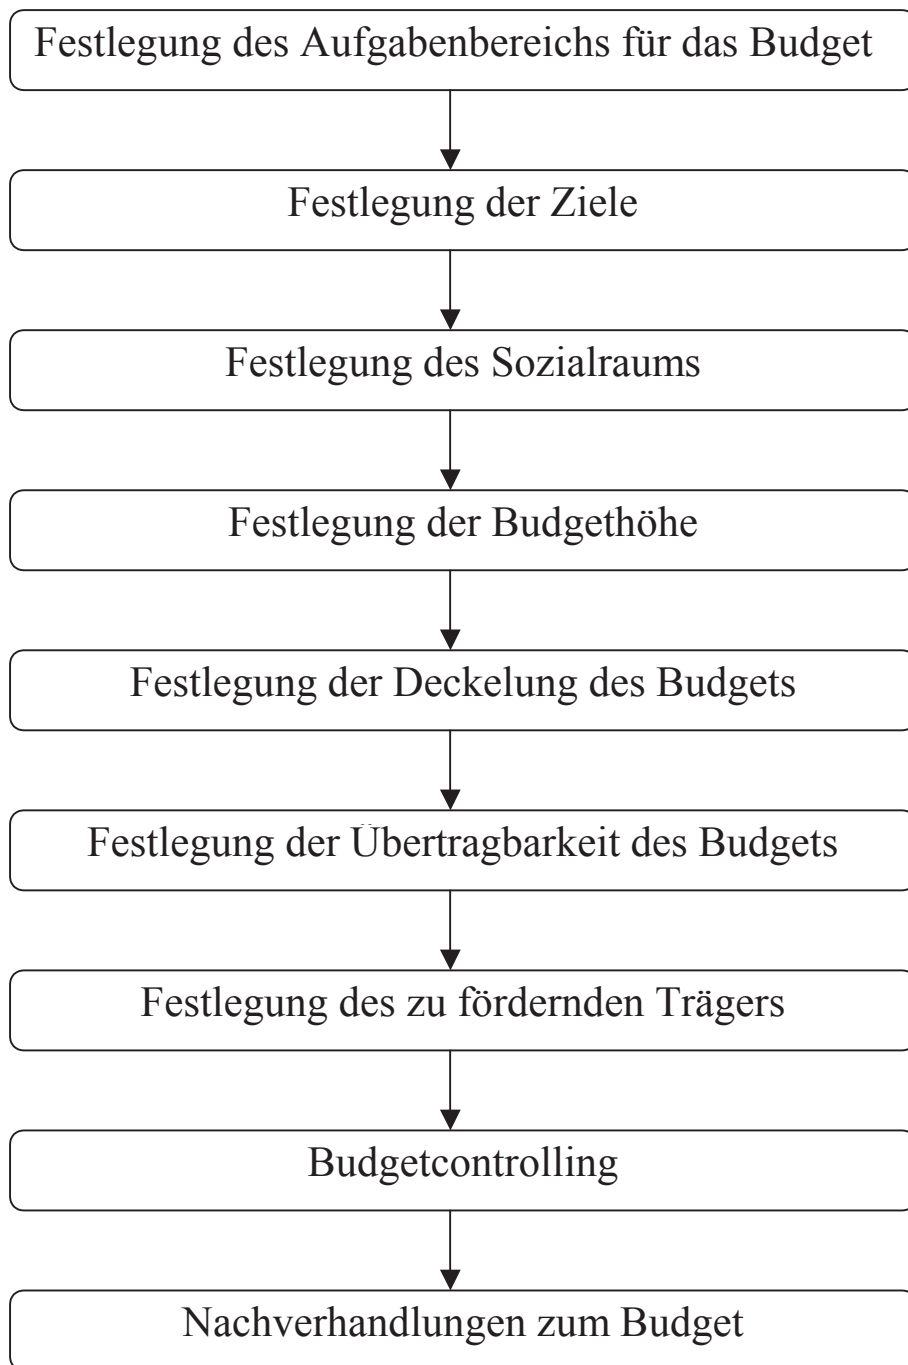 Festlegung des Aufgabenbereichs für das Budget
Festlegung der Ziele
Festlegung des Sozialraums
Festlegung der Budgethöhe
Festlegung der Deckelung des Budgets
Festlegung der Übertragbarkeit des Budgets
Festlegung des zu fördernden Trägers
Budgetcontrolling
Nachverhandlungen zum Budget